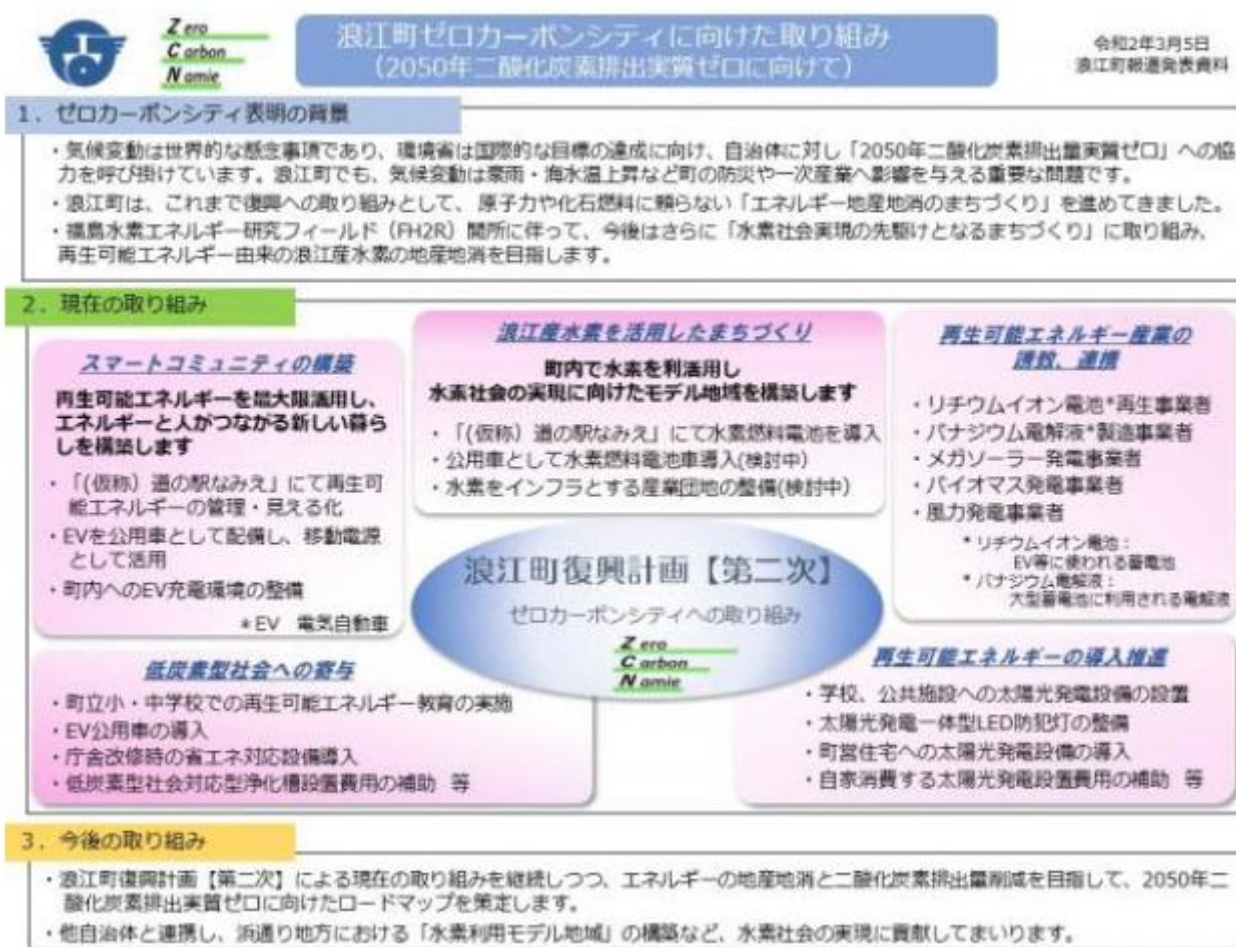 Zero
Carbon
Namie
浪江町ゼロカーボンシティに向けた取り組み
（2050年二酸化炭素排出実質ゼロに向けて）
令和2年3月5日
浪江町報道発表資料
1．ゼロカーボンシティ表明の背景
・気候変動は世界的な懸念事項であり、環境省は国際的な目標の達成に向け、自治体に対し「2050年二酸化炭素排出量実質ゼロ」への協
力を呼び掛けています。浪江町でも、気候変動は豪雨・海水温上昇など町の防災や一次産業へ影響を与える重要な問題です。
・浪江町は、これまで復興への取り組みとして、原子力や化石燃料に頼らない「エネルギー地産地消のまちづくり」を進めてきました。
・福島水素エネルギー研究フィールド（FH2R）開所に伴って、今後はさらに「水素社会実現の先駆けとなるまちづくり」に取り組み、
再生可能エネルギー由来の浪江産水素の地産地消を目指します。
2．現在の取り組み
スマートコミュニティの構築
再生可能エネルギーを最大限活用し、
エネルギーと人がつながる新しい暮ら
しを構築します
・「(仮称）道の駅なみえ」にて再生可
能エネルギーの管理・見える化
・EVを公用車として配備し、移動電源
として活用
・町内へのEV充電環境の整備
＊EV　電気自動車
浪江産水素を活用したまちづくり
町内で水素を利活用し
水素社会の実現に向けたモデル地域を構築します
・「(仮称）道の駅なみえ」にて水素燃料電池を導入
・公用車として水素燃料電池車導入(検討中)
・水素をインフラとする産業団地の整備(検討中)
再生可能エネルギー産業の
誘致、連携
・リチウムイオン電池*再生事業者
・バナジウム電解液*製造事業者
・メガソーラー発電事業者
・バイオマス発電事業者
・風力発電事業者
* リチウムイオン電池：
EV等に使われる蓄電池
* バナジウム電解液：
大型蓄電池に利用される電解液
浪江町復興計画【第二次】
ゼロカーボンシティへの取り組み
Zero
Carbon
Namie
低炭素型社会への寄与
・町立小・中学校での再生可能エネルギー教育の実施
・EV公用車の導入
・庁舎改修時の省エネ対応設備導入
・低炭素型社会対応型浄化槽設置費用の補助　等
再生可能エネルギーの導入推進
・学校、公共施設への太陽光発電設備の設置
・太陽光発電一体型LED防犯灯の整備
・町営住宅への太陽光発電設備の導入
・自家消費する太陽光発電設置費用の補助　等
3．今後の取り組み
・浪江町復興計画【第二次】による現在の取り組みを継続しつつ、エネルギーの地産地消と二酸化炭素排出量削減を目指して、2050年二
酸化炭素排出実質ゼロに向けたロードマップを策定します。
・他自治体と連携し、浜通り地方における「水素利用モデル地域」の構築など、水素社会の実現に貢献してまいります。